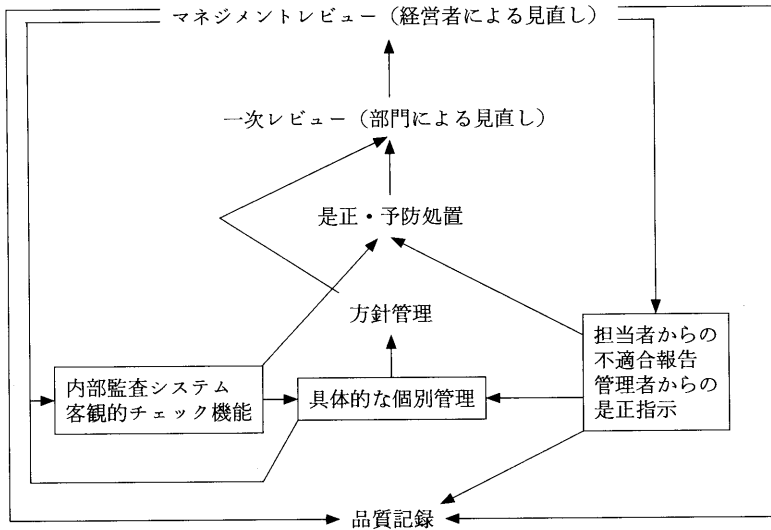 マネジメントレビュー（経営者による見直し）
一次レビュー（部門による見直し）
是正・予防処置
方針管理
担当者からの
不適合報告
管理者からの
是正指示
内部監査システム
客観的チェック機能
具体的な個別管理
品質記録